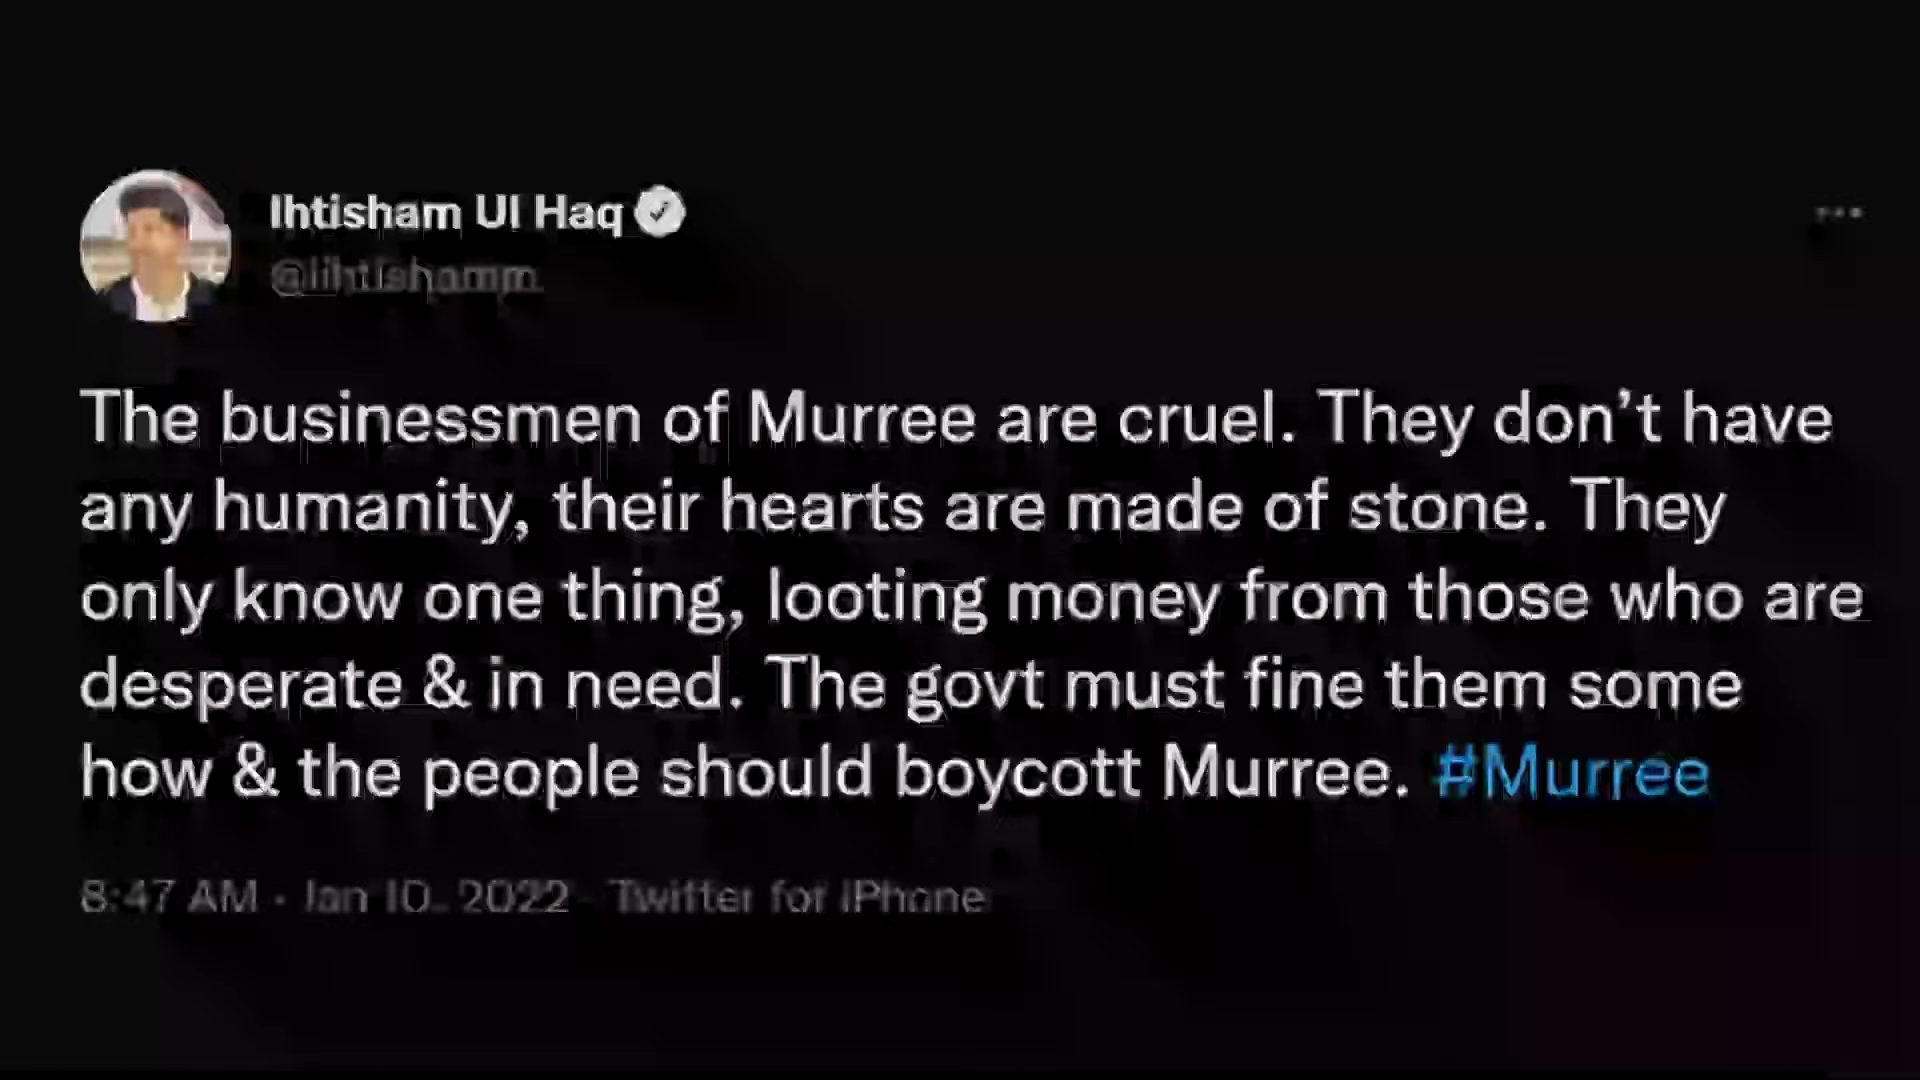 Ihtisham Ul Haq
@iihtishamm
The businessmen of Murree are cruel. They don’t have
any humanity, their hearts are made of stone. They
only know one thing, looting money from those who are
desperate & in need. The govt must fine them some
how & the people should boycott Murree. #Murree
8:47 AM · Jan 10, 2022 · Twitter for iPhone